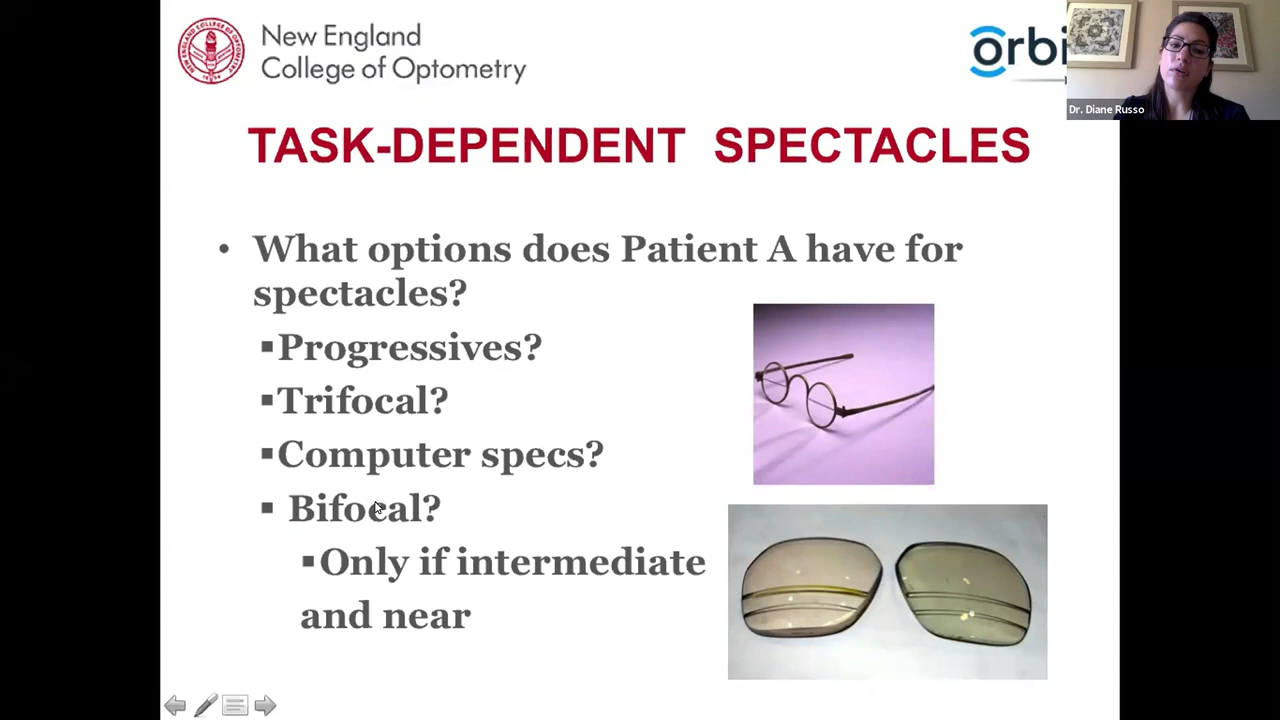 New England
College of Optometry
orbi
Dr. Diane Russo
TASK-DEPENDENT SPECTACLES
• What options does Patient A have for
spectacles?
▪Progressives?
▪Trifocal?
▪Computer specs?
▪ Bifocal?
▪Only if intermediate
and near